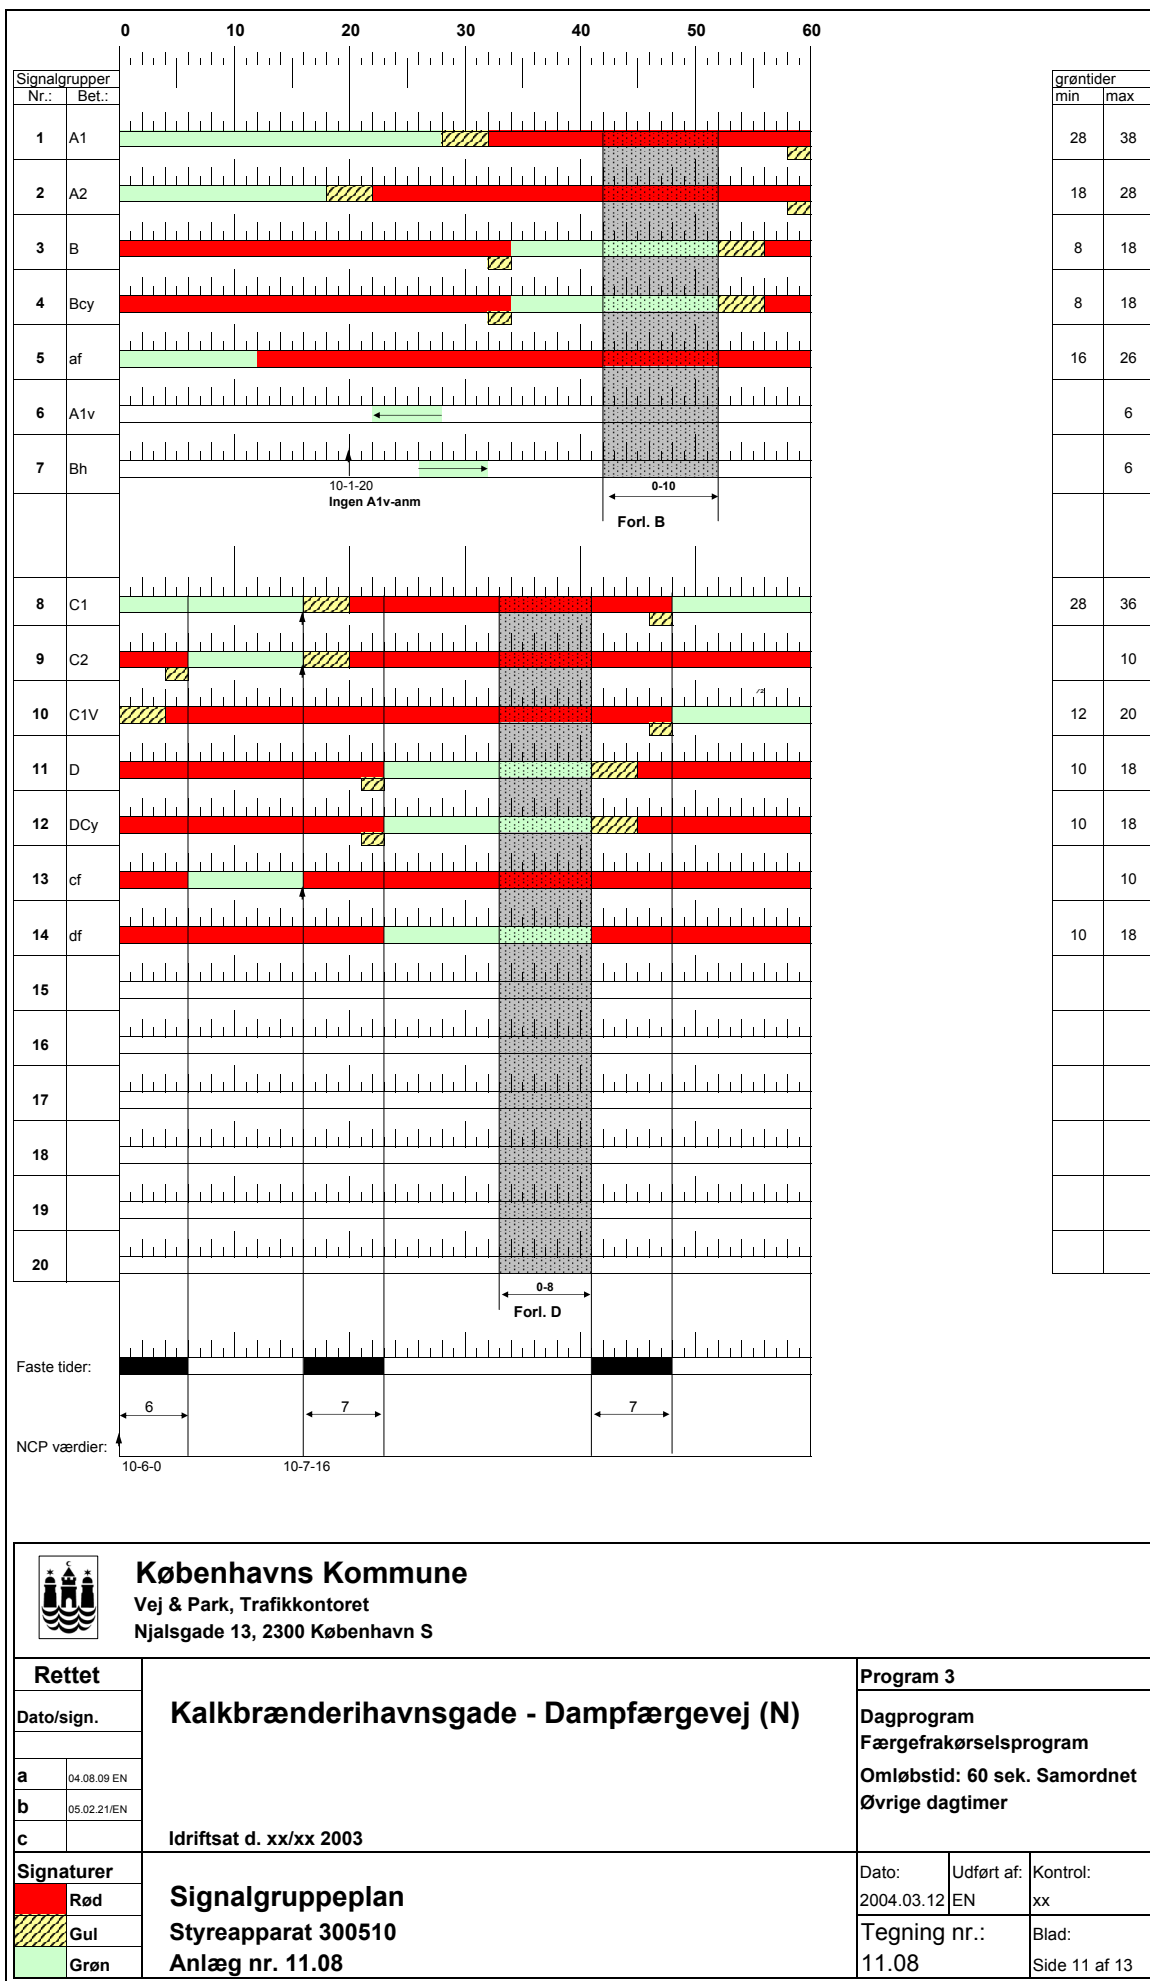 0 10 20 30 40 50 60
Signalgrupper grøntider
Nr.: Bet.: min max
1 A1 28 38
2 A2 18 28
3 B 8 18
4 Bcy 8 18
5 af 16 26
6 A1v 6
7 Bh 6
10-1-20 0-10
Ingen A1v-anm
Forl. B
8 C1 28 36
9 C2 10
10 C1V 12 20
11 D 10 18
12 DCy 10 18
13 cf 10
14 df 10 18
15
16
17
18
19
20
0-8
Forl. D
Faste tider:
6 7 7
NCP værdier:
10-6-0 10-7-16
Københavns Kommune
Vej & Park, Trafikkontoret
Njalsgade 13, 2300 København S
Rettet
Dato/sign.
a 04.08.09 EN
b 05.02.21/EN
c
Kalkbrænderihavnsgade - Dampfærgevej (N)
Idriftsat d. xx/xx 2003
Program 3
Dagprogram
Færgefrakørselsprogram
Omløbstid: 60 sek. Samordnet
Øvrige dagtimer
Signaturer
Rød
Gul
Grøn
Signalgruppeplan
Styreapparat 300510
Anlæg nr. 11.08
Dato: Udført af: Kontrol:
2004.03.12 EN xx
Tegning nr.: Blad:
11.08 Side 11 af 13